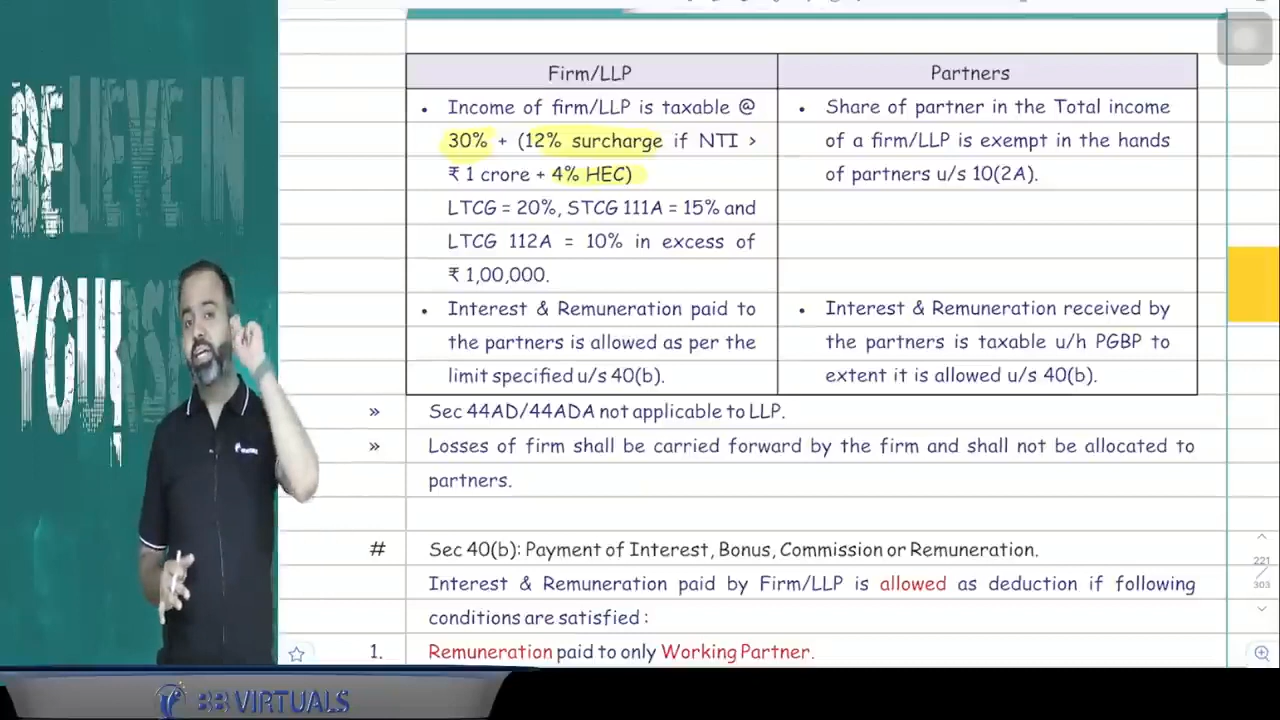 BELIEVE IN
YOURSE
Firm/LLP
Partners
• Income of firm/LLP is taxable @
30% + (12% surcharge if NTI >
₹ 1 crore + 4% HEC)
LTCG = 20%, STCG 111A = 15% and
LTCG 112A = 10% in excess of
₹ 1,00,000.
• Share of partner in the Total income
of a firm/LLP is exempt in the hands
of partners u/s 10(2A).
• Interest & Remuneration paid to
the partners is allowed as per the
limit specified u/s 40(b).
• Interest & Remuneration received by
the partners is taxable u/h PGBP to
extent it is allowed u/s 40(b).
» Sec 44AD/44ADA not applicable to LLP.
» Losses of firm shall be carried forward by the firm and shall not be allocated to
partners.
# Sec 40(b): Payment of Interest, Bonus, Commission or Remuneration.
Interest & Remuneration paid by Firm/LLP is allowed as deduction if following
conditions are satisfied :
1. Remuneration paid to only Working Partner.
221
303
BB VIRTUALS